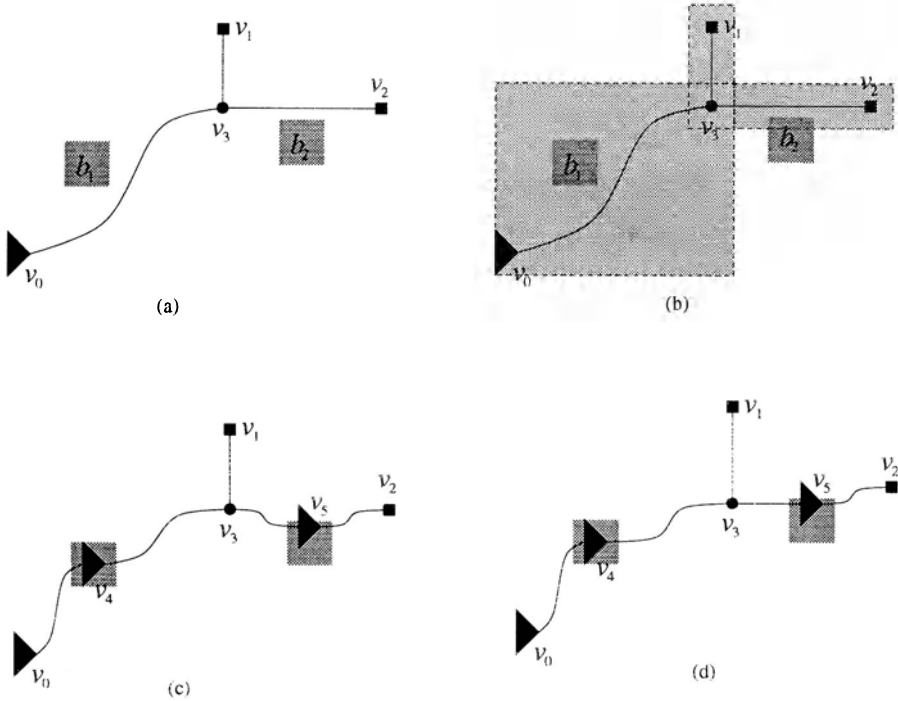 v₁
v₂
v₃
b₁
b₂
v₀
(a)
v₁
v₂
v₃
b₁
b₂
v₀
(b)
v₁
v₂
v₅
v₃
v₄
v₀
(c)
v₁
v₂
v₅
v₃
v₄
v₀
(d)